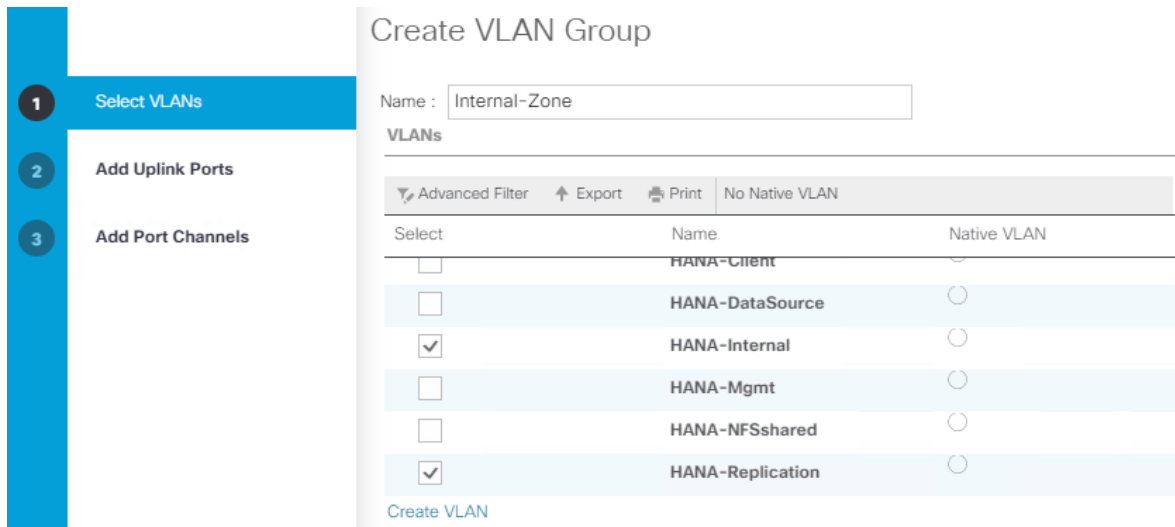 Create VLAN Group
1 Select VLANs
2 Add Uplink Ports
3 Add Port Channels
Name : Internal-Zone
VLANs
Advanced Filter Export Print No Native VLAN
Select Name Native VLAN
HANA-Client
HANA-DataSource
HANA-Internal
HANA-Mgmt
HANA-NFSshared
HANA-Replication
Create VLAN